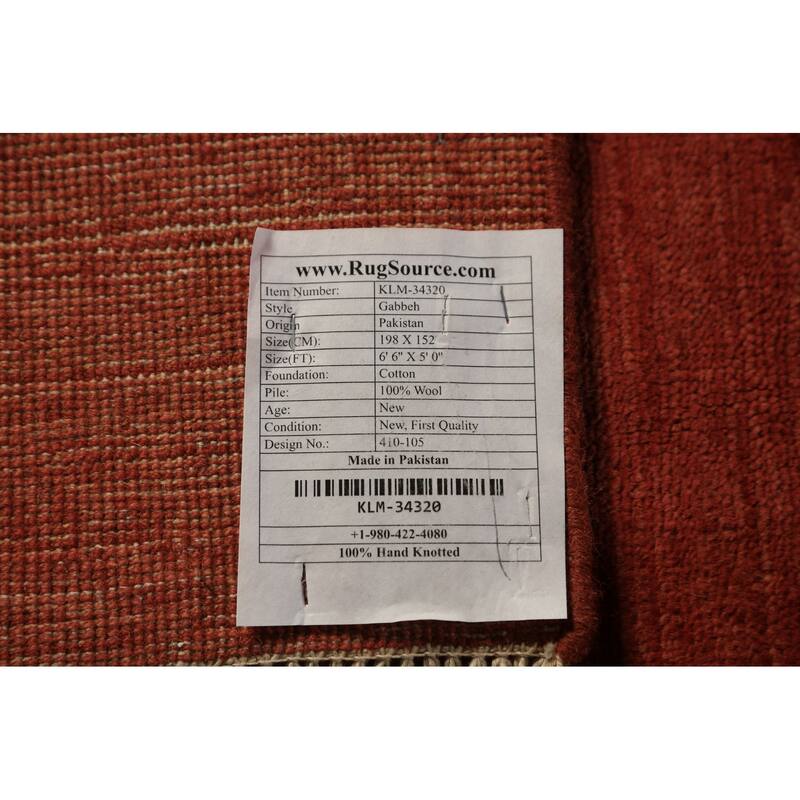 www.RugSource.com
Item Number: KLM-34320
Style Gabbeh
Origin Pakistan
Size(CM): 198 X 152
Size(FT): 6' 6" X 5' 0"
Foundation: Cotton
Pile: 100% Wool
Age: New
Condition: New, First Quality
Design No.: 410-105
Made in Pakistan
KLM-34320
+1-980-422-4080
100% Hand Knotted